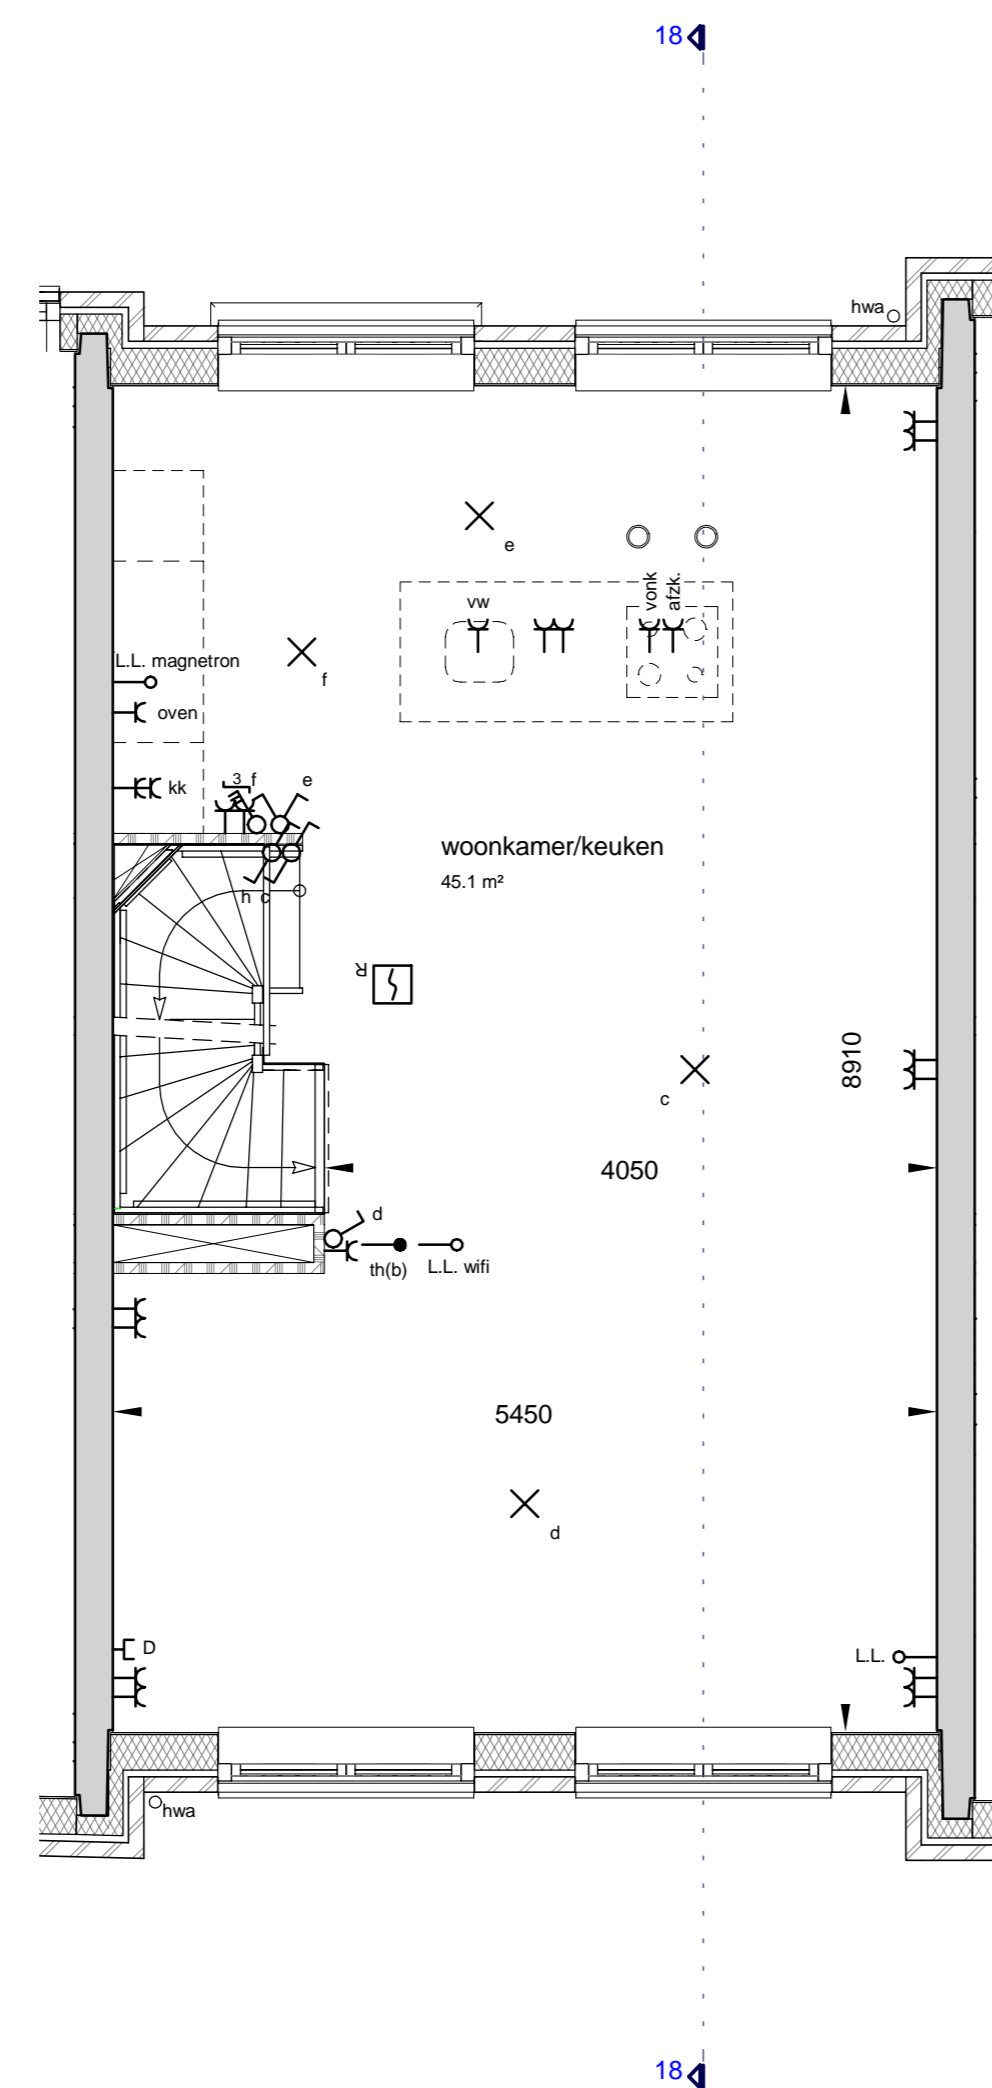 18
hwa
e
vonk
afzk.
vw
f
L.L. magnetron
oven
kk
3 f
e
woonkamer/keuken
45.1 m²
h c
R
8910
c
4050
d
th(b)
L.L. wifi
5450
d
D
L.L.
hwa
18